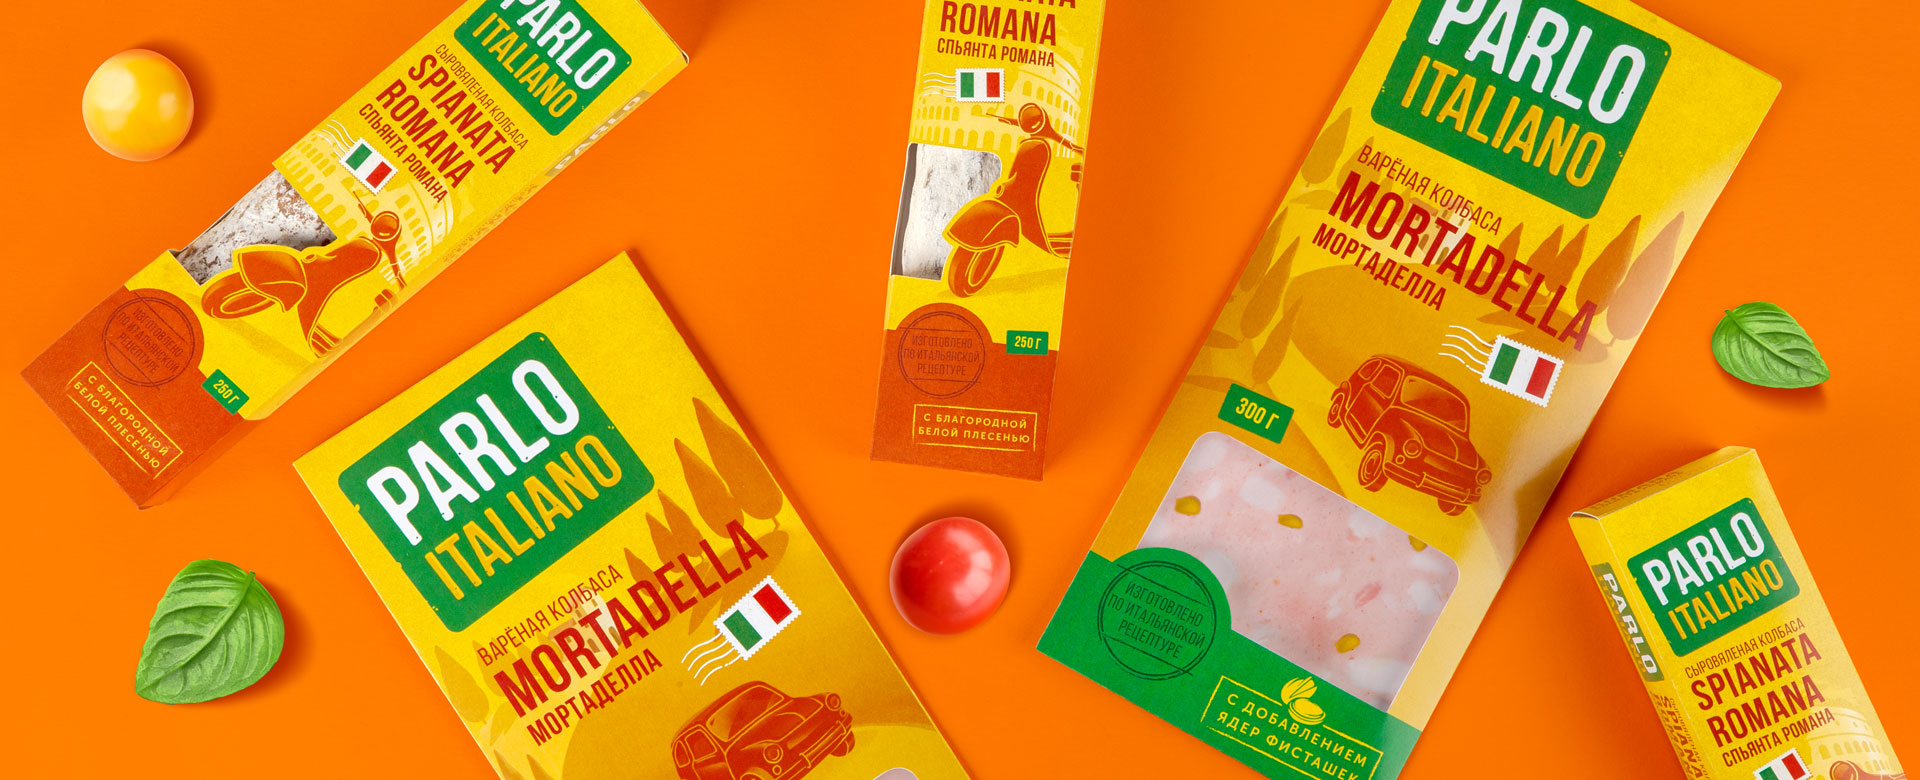 PARLO
ITALIANO
СЫРОВЯЛЕНАЯ КОЛБАСА
SPIANATA
ROMANA
СПЬЯНТА РОМАНА
ИЗГОТОВЛЕНО
ПО ИТАЛЬЯНСКОЙ
РЕЦЕПТУРЕ
250 Г
С БЛАГОРОДНОЙ
БЕЛОЙ ПЛЕСЕНЬЮ
ROMANA
СПЬЯНТА РОМАНА
250 Г
ИЗГОТОВЛЕНО
ПО ИТАЛЬЯНСКОЙ
РЕЦЕПТУРЕ
С БЛАГОРОДНОЙ
БЕЛОЙ ПЛЕСЕНЬЮ
PARLO
ITALIANO
ВАРЁНАЯ КОЛБАСА
MORTADELLA
МОРТАДЕЛЛА
300 Г
ИЗГОТОВЛЕНО
ПО ИТАЛЬЯНСКОЙ
РЕЦЕПТУРЕ
С ДОБАВЛЕНИЕМ
ЯДЕР ФИСТАШЕК
PARLO
ITALIANO
ВАРЁНАЯ КОЛБАСА
MORTADELLA
МОРТАДЕЛЛА
PARLO
ITALIANO
PARLO
СЫРОВЯЛЕНАЯ КОЛБАСА
SPIANATA
ROMANA
СПЬЯНТА РОМАНА